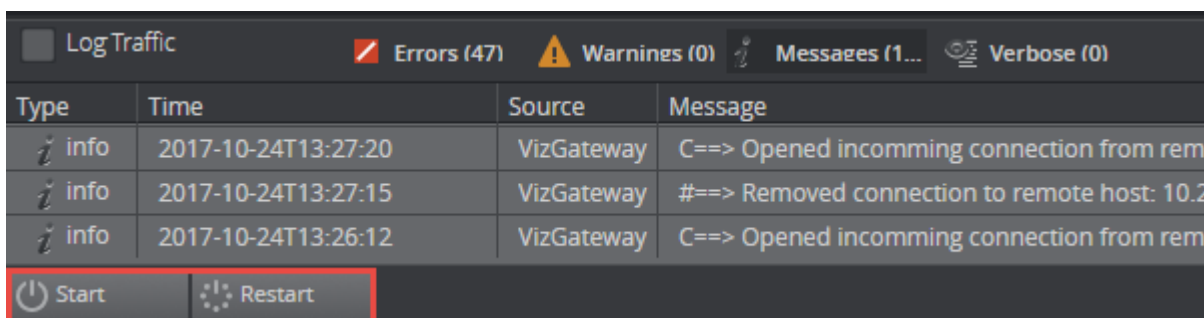 Log Traffic Errors (47) Warnings (0) Messages (1... Verbose (0)
Type Time Source Message
info 2017-10-24T13:27:20 VizGateway C==> Opened incomming connection from rem
info 2017-10-24T13:27:15 VizGateway #==> Removed connection to remote host: 10.2
info 2017-10-24T13:26:12 VizGateway C==> Opened incomming connection from rem
Start Restart